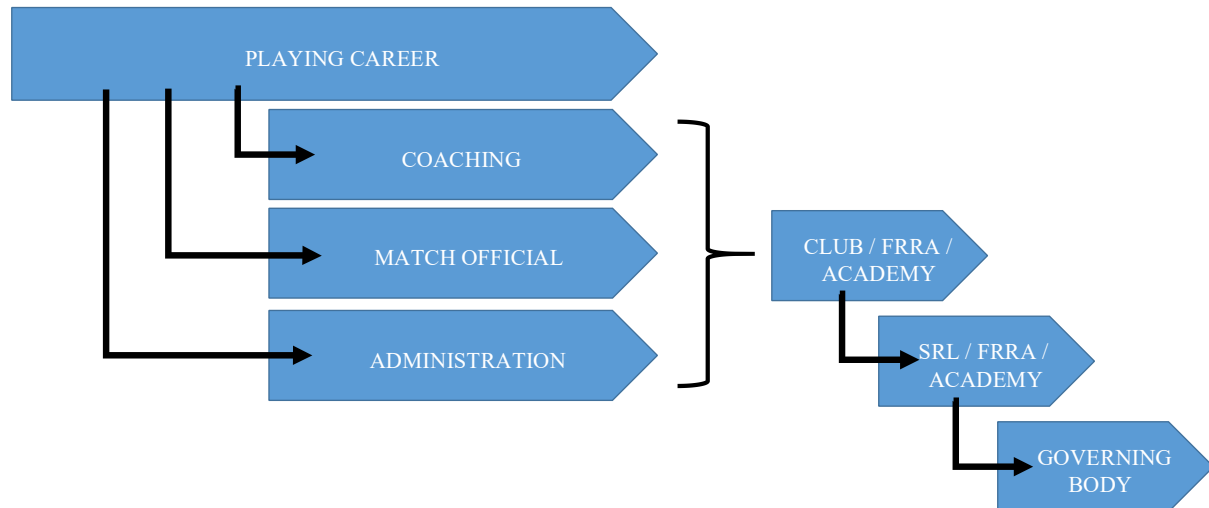 PLAYING CAREER
COACHING
MATCH OFFICIAL
ADMINISTRATION
CLUB / FRRA /
ACADEMY
SRL / FRRA /
ACADEMY
GOVERNING
BODY